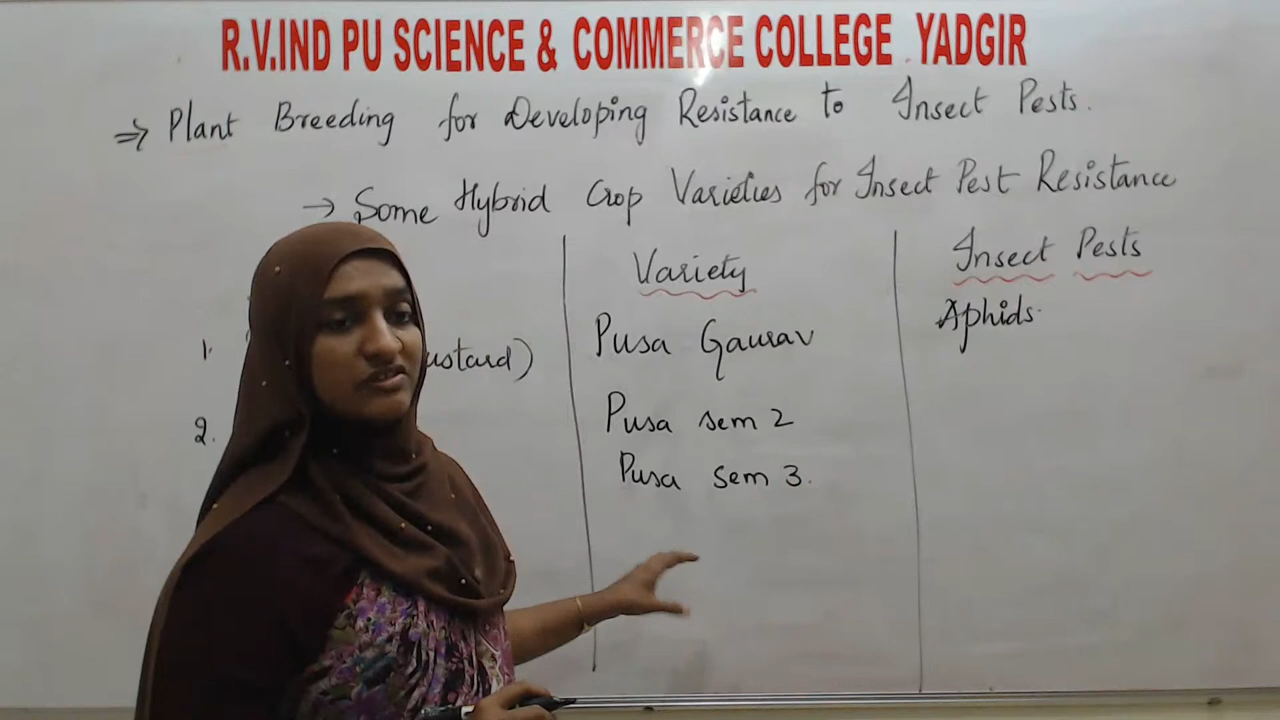 R.V.IND PU SCIENCE & COMMERCE COLLEGE YADGIR
⇒ Plant Breeding for Developing Resistance to Insect Pests.
→ Some Hybrid Crop Varieties for Insect Pest Resistance
Variety
Insect Pests
1. ustard)
Pusa Gaurav
Aphids.
2.
Pusa sem 2
Pusa sem 3.